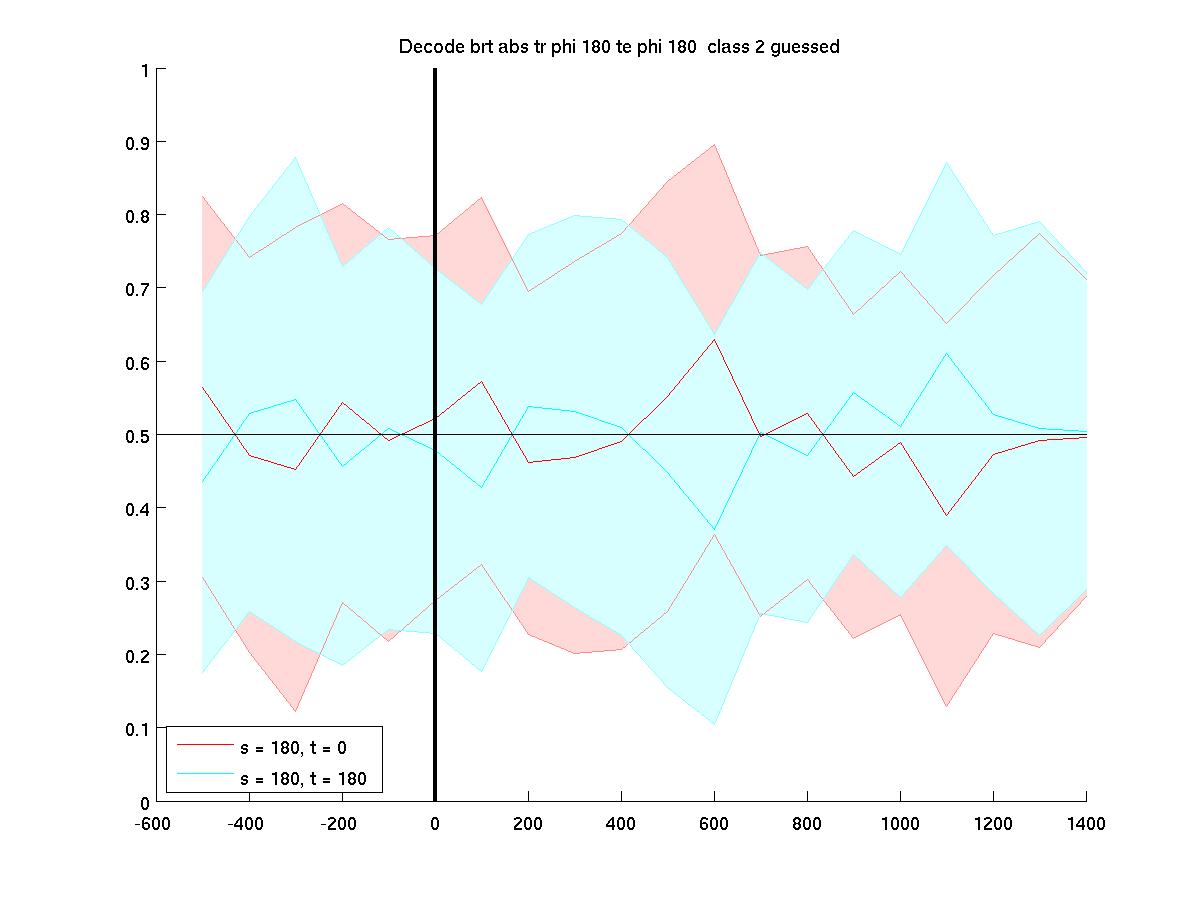 Decode brt abs tr phi 180 te phi 180  class 2 guessed
1
0.9
0.8
0.7
0.6
0.5
0.4
0.3
0.2
0.1
0
s = 180, t = 0
s = 180, t = 180
-600 -400 -200 0 200 400 600 800 1000 1200 1400